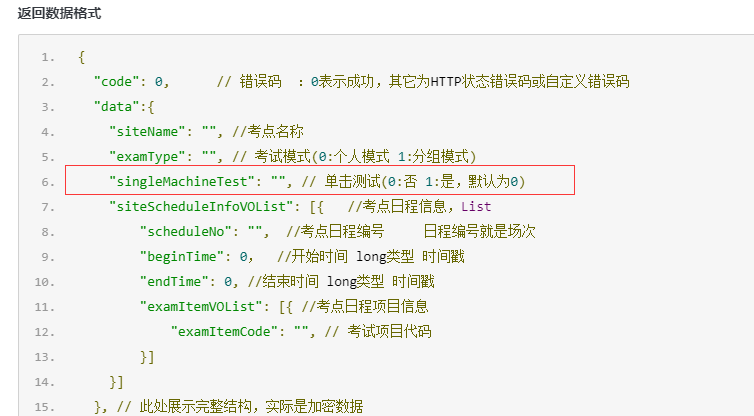 返回数据格式
1. {
2. "code": 0, // 错误码 ：0表示成功，其它为HTTP状态错误码或自定义错误码
3. "data":{
4. "siteName": "", //考点名称
5. "examType": "", // 考试模式(0:个人模式 1:分组模式)
6. "singleMachineTest": "", // 单击测试(0:否 1:是，默认为0)
7. "siteScheduleInfoVOList": [{ //考点日程信息，List
8. "scheduleNo": "", //考点日程编号 日程编号就是场次
9. "beginTime": 0， //开始时间 long类型 时间戳
10. "endTime": 0, //结束时间 long类型 时间戳
11. "examItemVOList": [{ //考点日程项目信息
12. "examItemCode": "", // 考试项目代码
13. }]
14. }]
15. }, // 此处展示完整结构，实际是加密数据